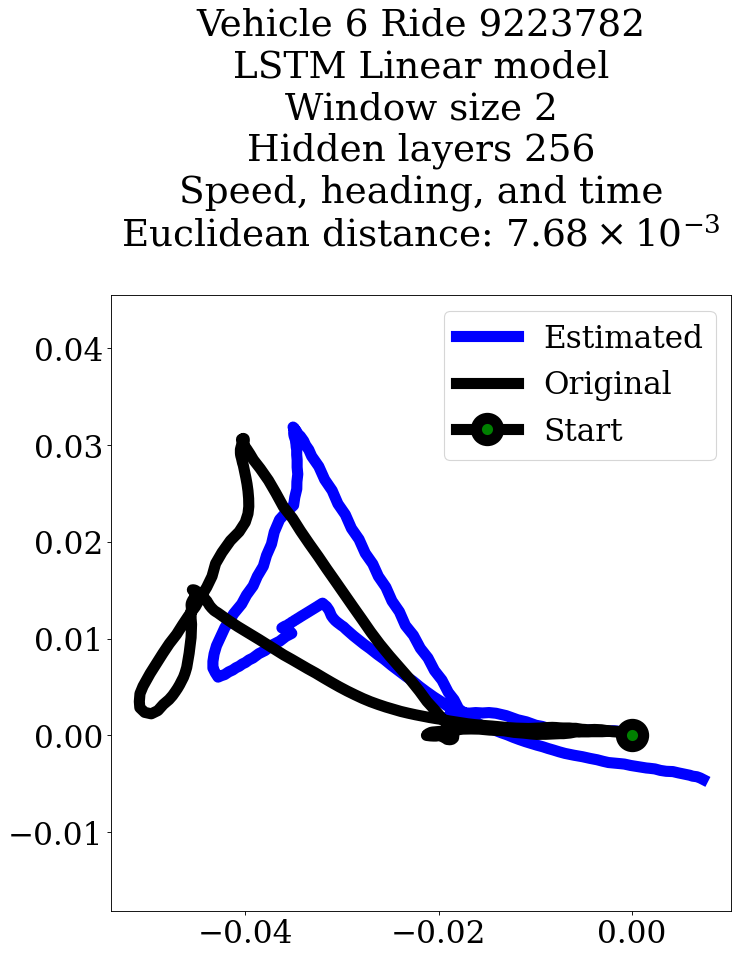 Vehicle 6 Ride 9223782
LSTM Linear model
Window size 2
Hidden layers 256
Speed, heading, and time
Euclidean distance: 7.68 × 10⁻³
Estimated
Original
Start
0.04
0.03
0.02
0.01
0.00
−0.01
−0.04
−0.02
0.00